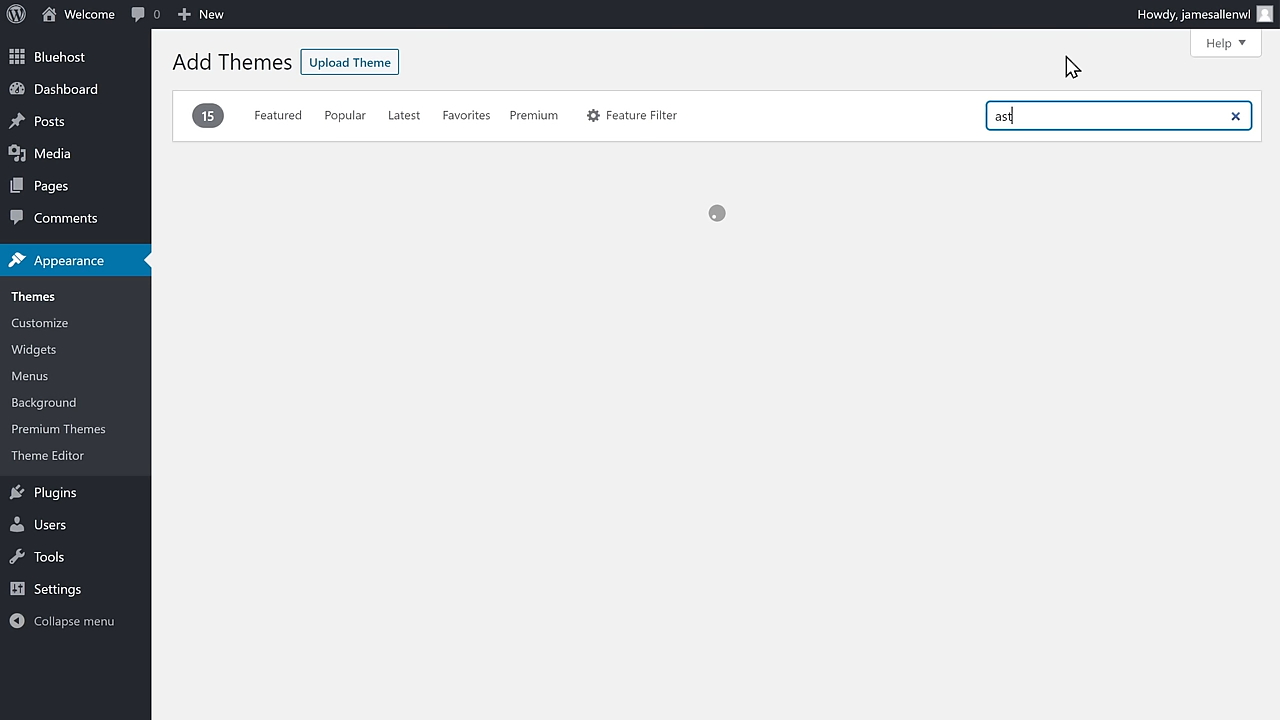 Welcome 0 New Howdy, jamesallenwl
Help
Bluehost
Dashboard
Posts
Media
Pages
Comments
Appearance
Themes
Customize
Widgets
Menus
Background
Premium Themes
Theme Editor
Plugins
Users
Tools
Settings
Collapse menu
Add Themes Upload Theme
15 Featured Popular Latest Favorites Premium Feature Filter ast